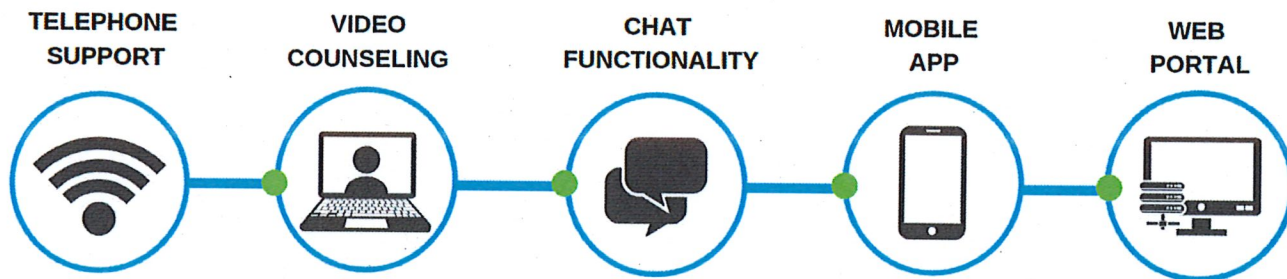 TELEPHONE
SUPPORT
VIDEO
COUNSELING
CHAT
FUNCTIONALITY
MOBILE
APP
WEB
PORTAL